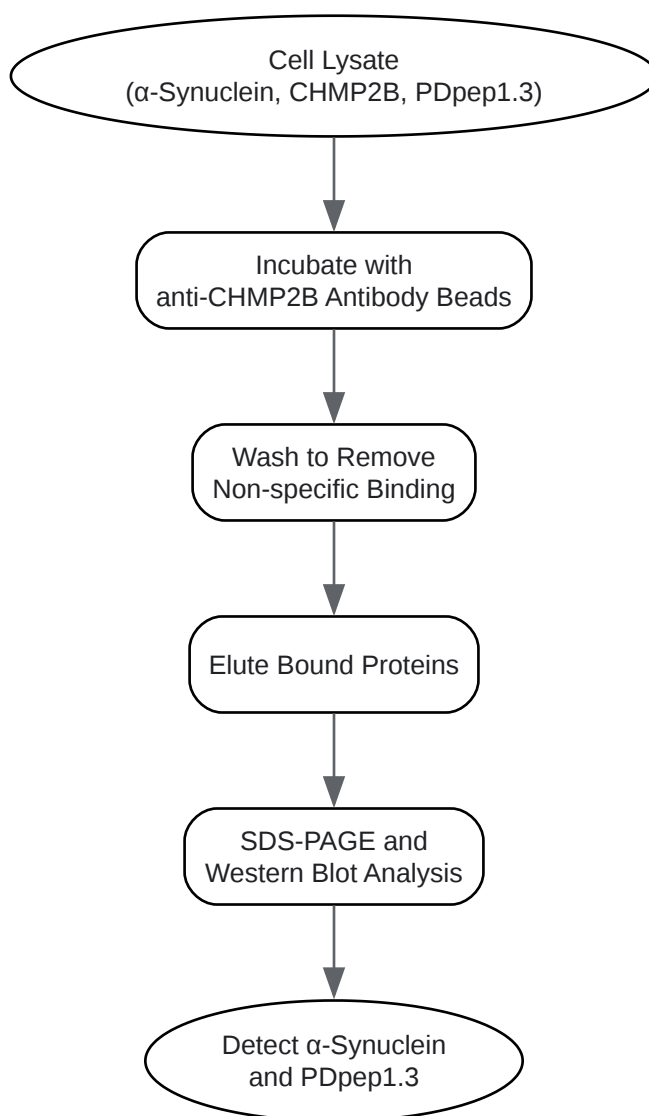 Cell Lysate
(α-Synuclein, CHMP2B, PDpep1.3)
Incubate with
anti-CHMP2B Antibody Beads
Wash to Remove
Non-specific Binding
Elute Bound Proteins
SDS-PAGE and
Western Blot Analysis
Detect α-Synuclein
and PDpep1.3